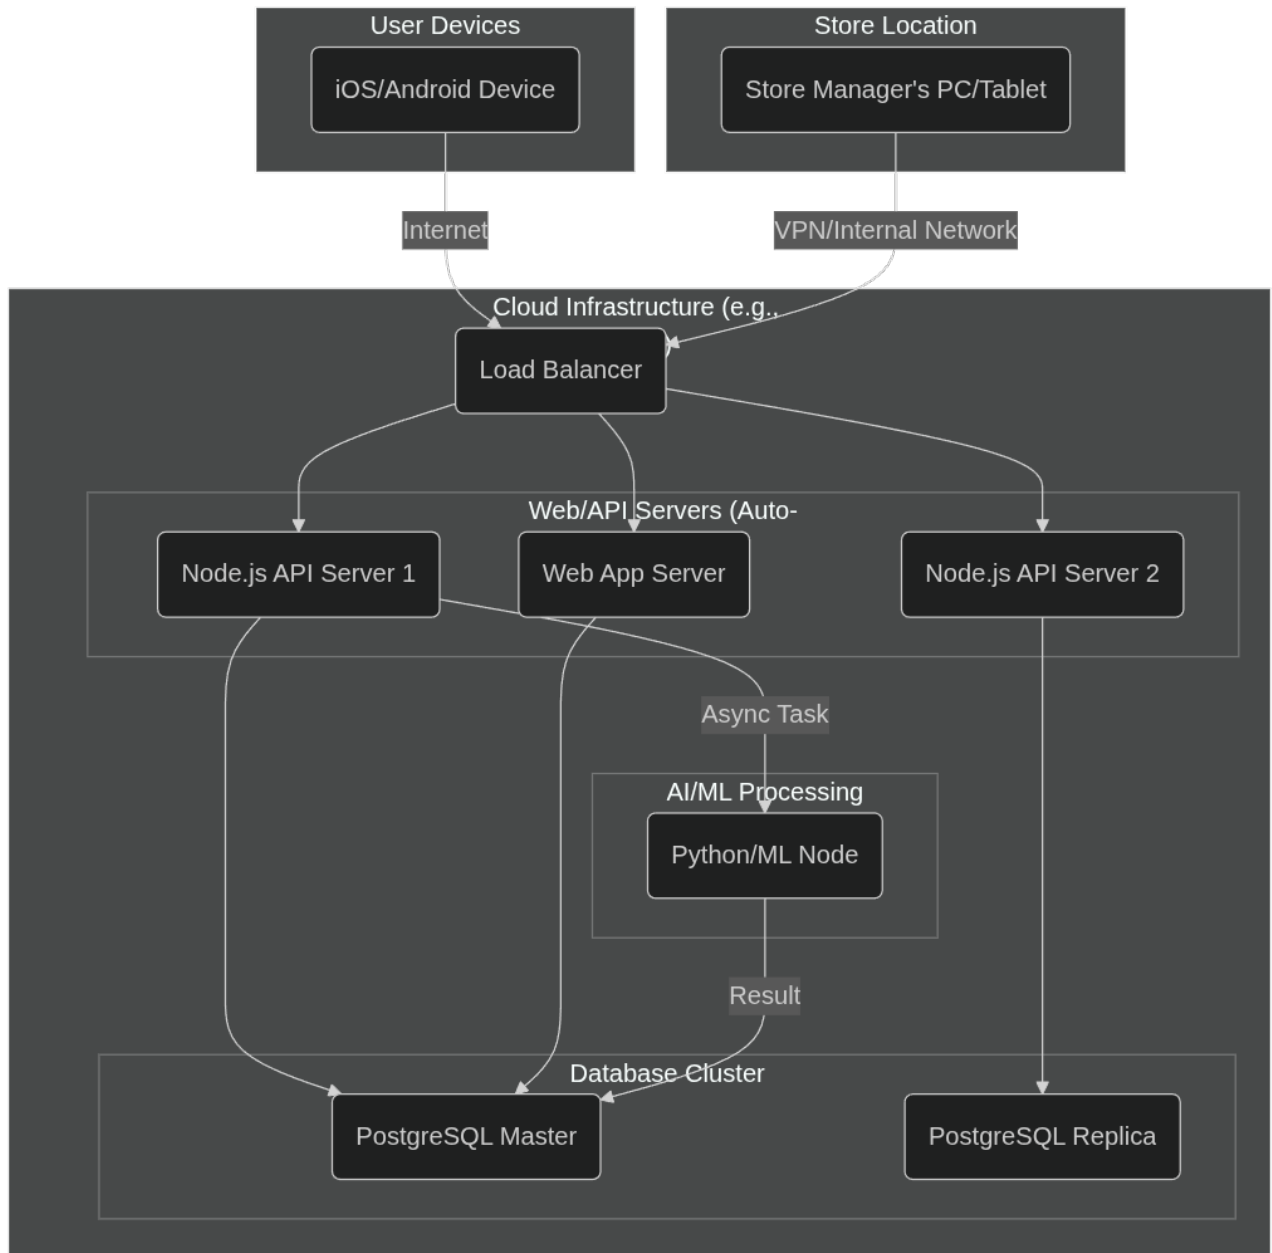 User Devices
Store Location
iOS/Android Device
Store Manager's PC/Tablet
Internet
VPN/Internal Network
Cloud Infrastructure (e.g.,
)
Load Balancer
Web/API Servers (Auto-
Node.js API Server 1
Web App Server
Node.js API Server 2
Async Task
AI/ML Processing
Python/ML Node
Result
Database Cluster
PostgreSQL Master
PostgreSQL Replica